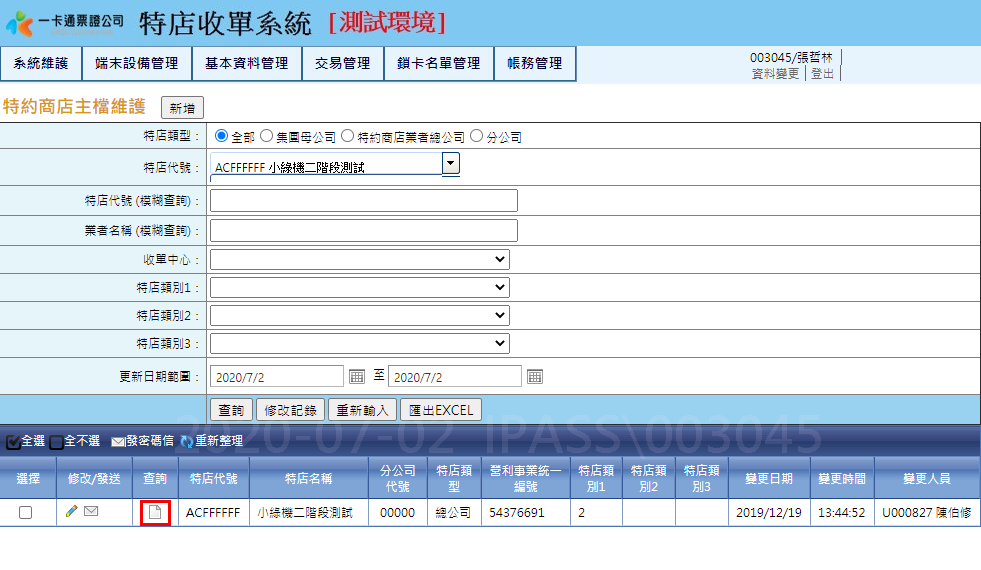 一卡通票證公司 特店收單系統 [測試環境]
系統維護 端末設備管理 基本資料管理 交易管理 鎖卡名單管理 帳務管理
003045/張哲林
資料變更 登出
特約商店主檔維護 新增
特店類型: 全部 集團母公司 特約商店業者總公司 分公司
特店代號: ACFFFFFF 小綠機二階段測試
特店代號 (模糊查詢):
業者名稱 (模糊查詢):
收單中心:
特店類別1:
特店類別2:
特店類別3:
更新日期範圍: 2020/7/2 至 2020/7/2
查詢 修改記錄 重新輸入 匯出EXCEL
2020-07-02 IPASS\003045
全選 全不選 發密碼信 重新整理
選擇 修改/發送 查詢 特店代號 特店名稱 分公司代號 特店類型 營利事業統一編號 特店類別1 特店類別2 特店類別3 變更日期 變更時間 變更人員
ACFFFFFF 小綠機二階段測試 00000 總公司 54376691 2 2019/12/19 13:44:52 U000827 陳伯修